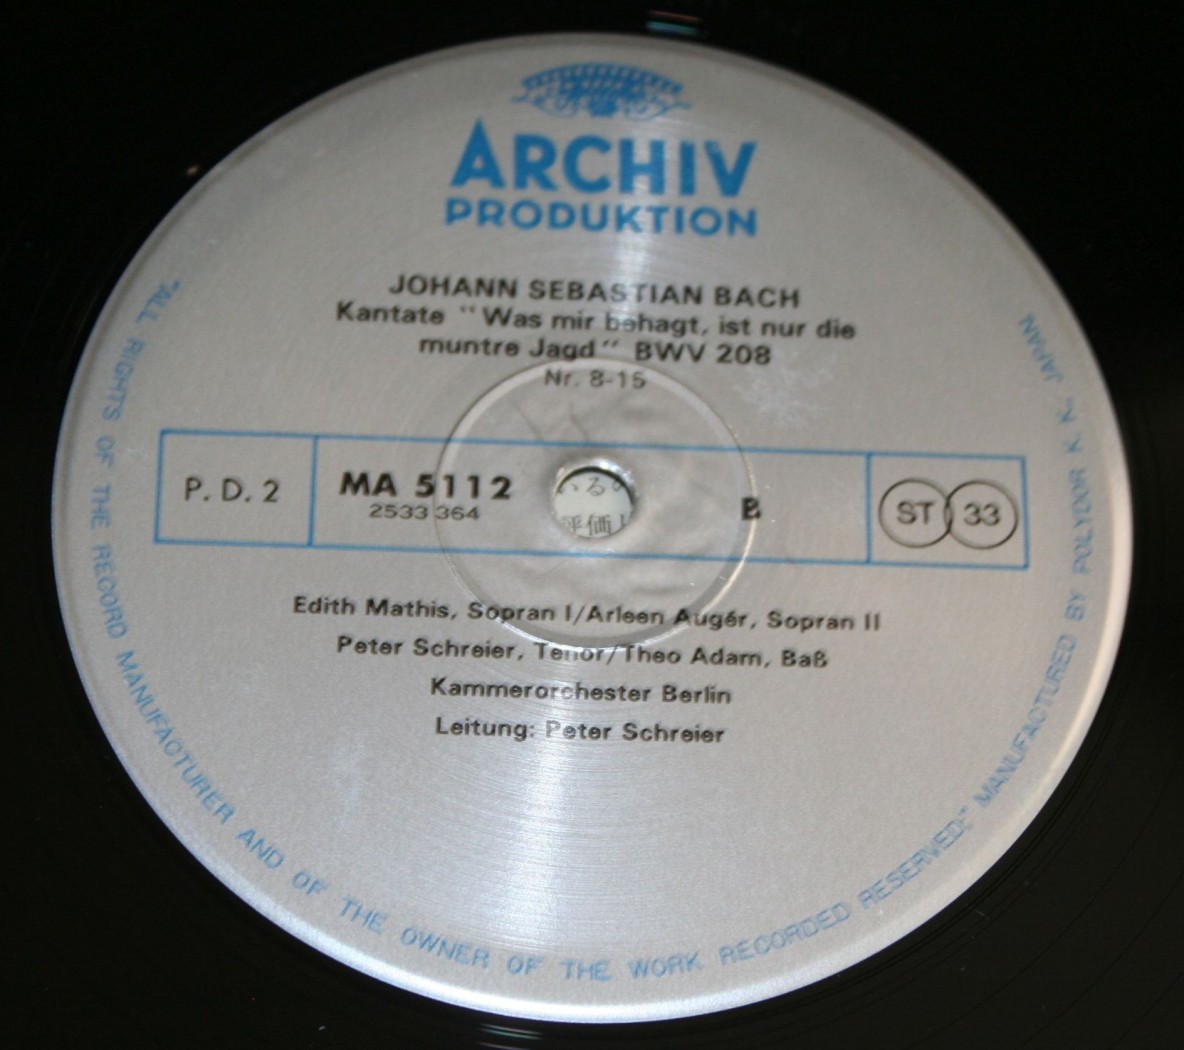 ARCHIV
PRODUKTION
JOHANN SEBASTIAN BACH
Kantate "Was mir behagt, ist nur die
muntre Jagd" BWV 208
Nr. 8-15
P. D. 2
MA 5112
2533 364
B
ST 33
評価
Edith Mathis, Sopran I/Arleen Augér, Sopran II
Peter Schreier, Tenor/Theo Adam, Baß
Kammerorchester Berlin
Leitung: Peter Schreier
"ALL RIGHTS OF THE RECORD MANUFACTURER AND OF THE OWNER OF THE WORK RECORDED RESERVED." MANUFACTURED BY POLYDOR K. K. JAPAN